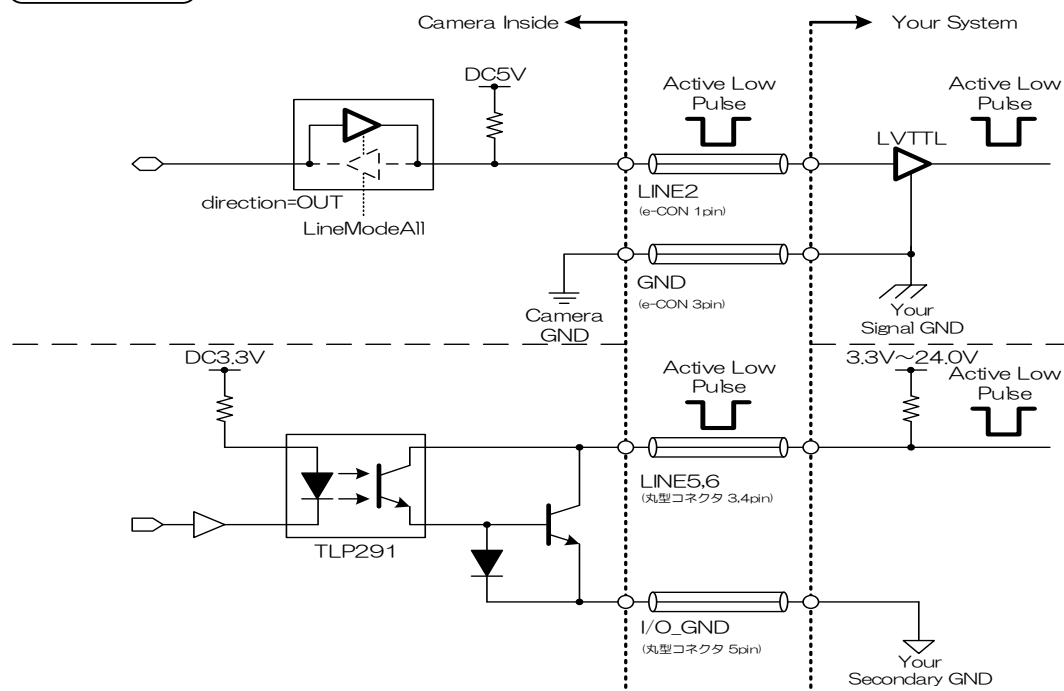 Camera Inside
Your System
DC5V
Active Low
Pulse
Active Low
Pulse
LVTTL
direction=OUT
LineModeAll
LINE2
(e-CON 1pin)
GND
(e-CON 3pin)
Camera
GND
Your
Signal GND
DC3.3V
Active Low
Pulse
3.3V～24.0V
Active Low
Pulse
LINE5,6
(丸型コネクタ 3,4pin)
TLP291
I/O_GND
(丸型コネクタ 5pin)
Your
Secondary GND